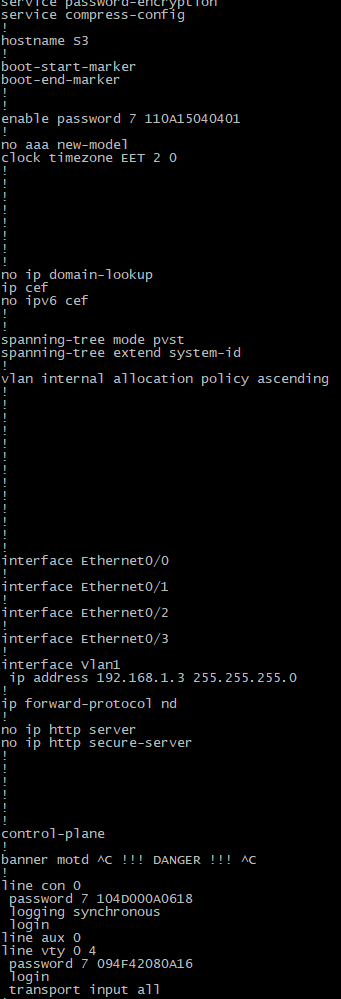 service password-encryption
service compress-config
!
hostname S3
!
boot-start-marker
boot-end-marker
!
!
enable password 7 110A15040401
!
no aaa new-model
clock timezone EET 2 0
!
!
!
!
!
!
!
!
no ip domain-lookup
ip cef
no ipv6 cef
!
!
spanning-tree mode pvst
spanning-tree extend system-id
!
vlan internal allocation policy ascending
!
!
!
!
!
!
!
!
!
!
!
!
!
interface Ethernet0/0
!
interface Ethernet0/1
!
interface Ethernet0/2
!
interface Ethernet0/3
!
interface Vlan1
 ip address 192.168.1.3 255.255.255.0
!
ip forward-protocol nd
!
no ip http server
no ip http secure-server
!
!
!
!
!
!
control-plane
!
banner motd ^C !!! DANGER !!! ^C
!
line con 0
 password 7 104D000A0618
 logging synchronous
 login
line aux 0
line vty 0 4
 password 7 094F42080A16
 login
 transport input all